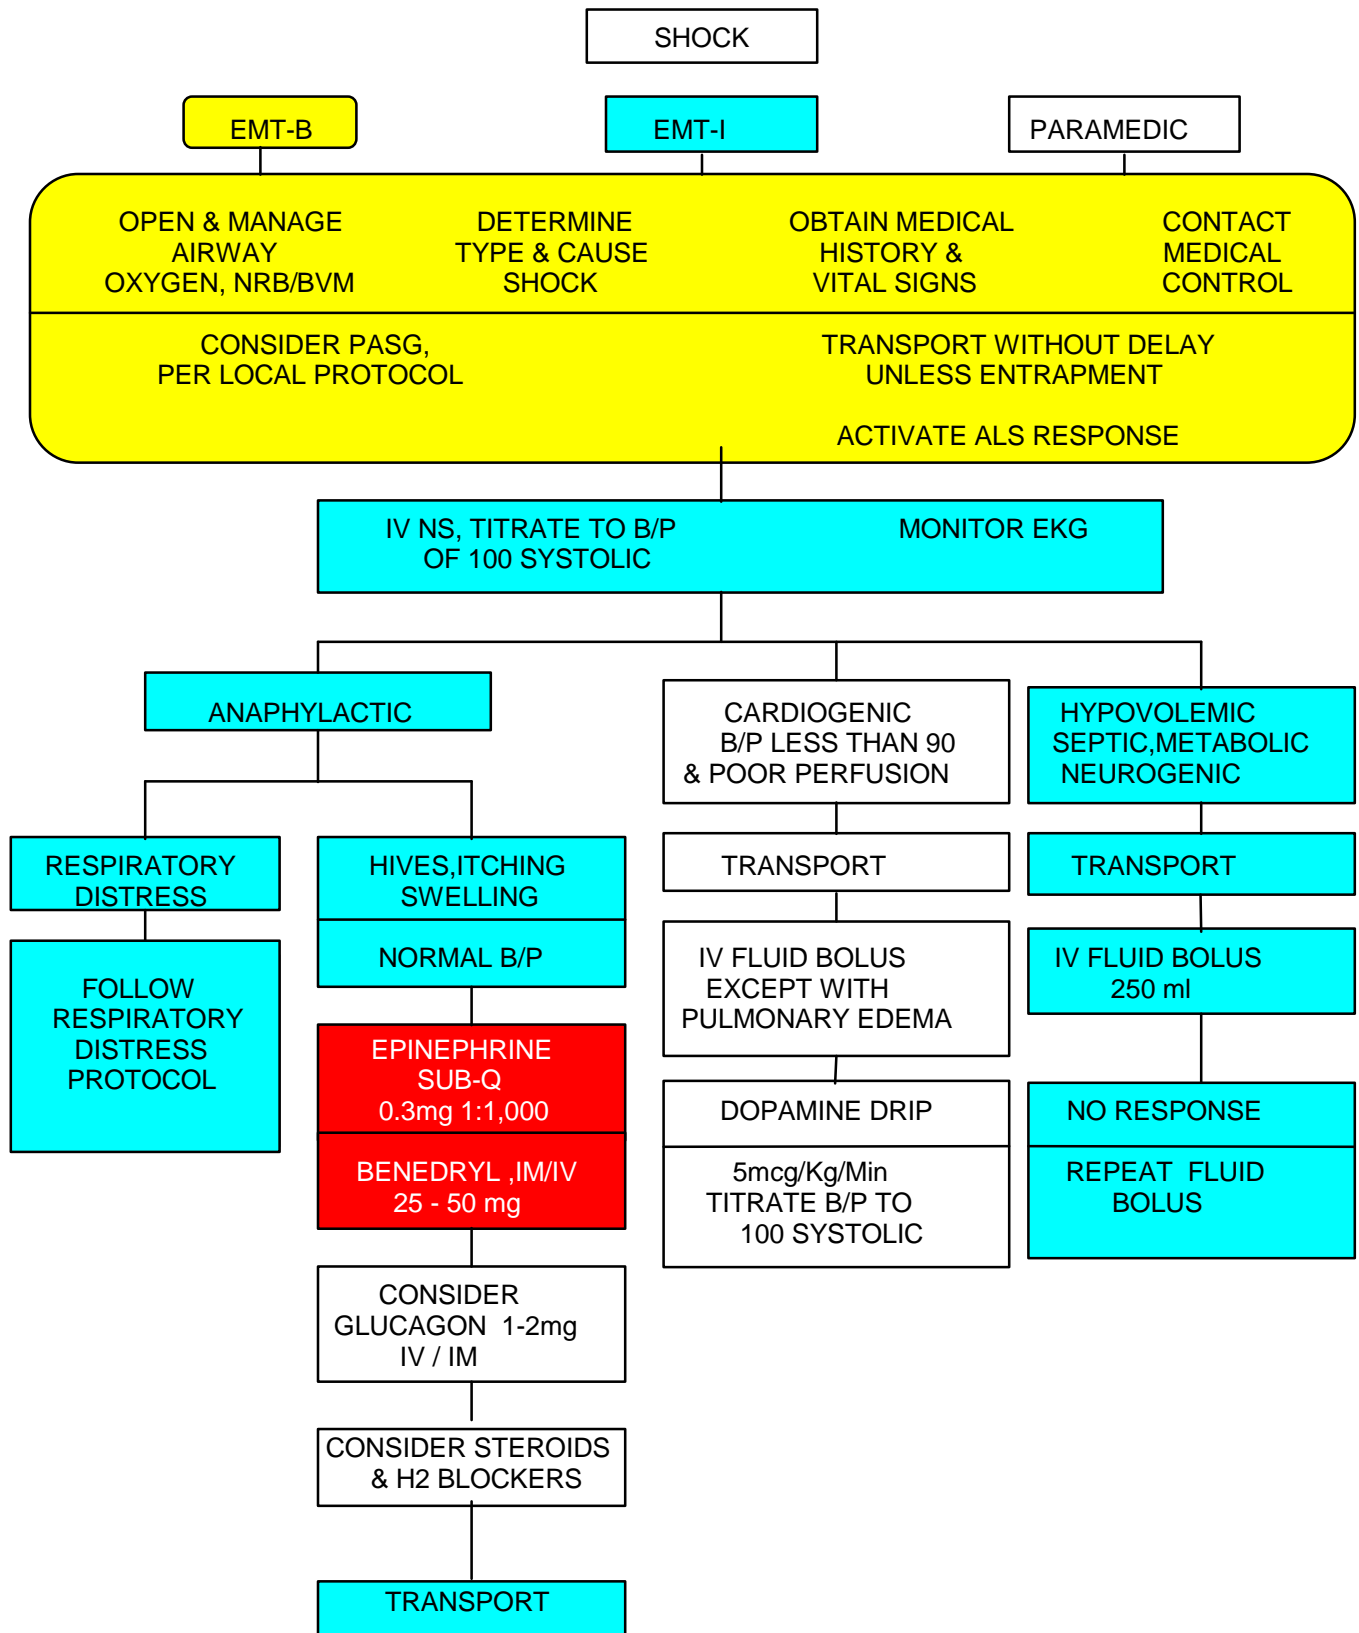 SHOCK
EMT-B
EMT-I
PARAMEDIC
OPEN & MANAGE
AIRWAY
OXYGEN, NRB/BVM
DETERMINE
TYPE & CAUSE
SHOCK
OBTAIN MEDICAL
HISTORY &
VITAL SIGNS
CONTACT
MEDICAL
CONTROL
CONSIDER PASG,
PER LOCAL PROTOCOL
TRANSPORT WITHOUT DELAY
UNLESS ENTRAPMENT
ACTIVATE ALS RESPONSE
IV NS, TITRATE TO B/P
OF 100 SYSTOLIC
MONITOR EKG
ANAPHYLACTIC
RESPIRATORY
DISTRESS
FOLLOW
RESPIRATORY
DISTRESS
PROTOCOL
HIVES,ITCHING
SWELLING
NORMAL B/P
EPINEPHRINE
SUB-Q
0.3mg 1:1,000
BENEDRYL ,IM/IV
25 - 50 mg
CONSIDER
GLUCAGON 1-2mg
IV / IM
CONSIDER STEROIDS
& H2 BLOCKERS
TRANSPORT
CARDIOGENIC
B/P LESS THAN 90
& POOR PERFUSION
TRANSPORT
IV FLUID BOLUS
EXCEPT WITH
PULMONARY EDEMA
DOPAMINE DRIP
5mcg/Kg/Min
TITRATE B/P TO
100 SYSTOLIC
HYPOVOLEMIC
SEPTIC,METABOLIC
NEUROGENIC
TRANSPORT
IV FLUID BOLUS
250 ml
NO RESPONSE
REPEAT FLUID
BOLUS